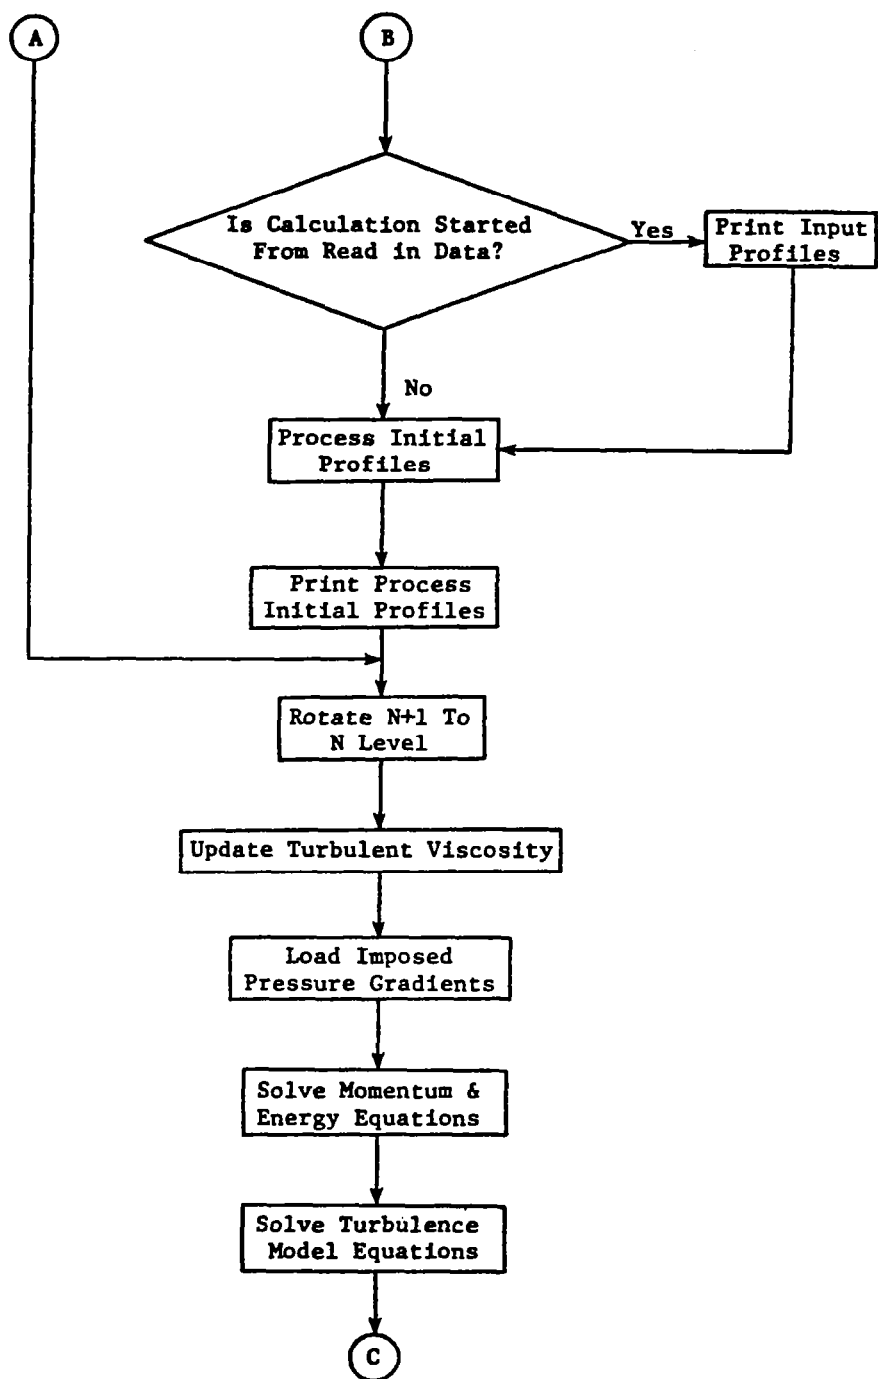 A
B
Is Calculation Started
From Read in Data?
Yes
Print Input
Profiles
No
Process Initial
Profiles
Print Process
Initial Profiles
Rotate N+1 To
N Level
Update Turbulent Viscosity
Load Imposed
Pressure Gradients
Solve Momentum &
Energy Equations
Solve Turbulence
Model Equations
C